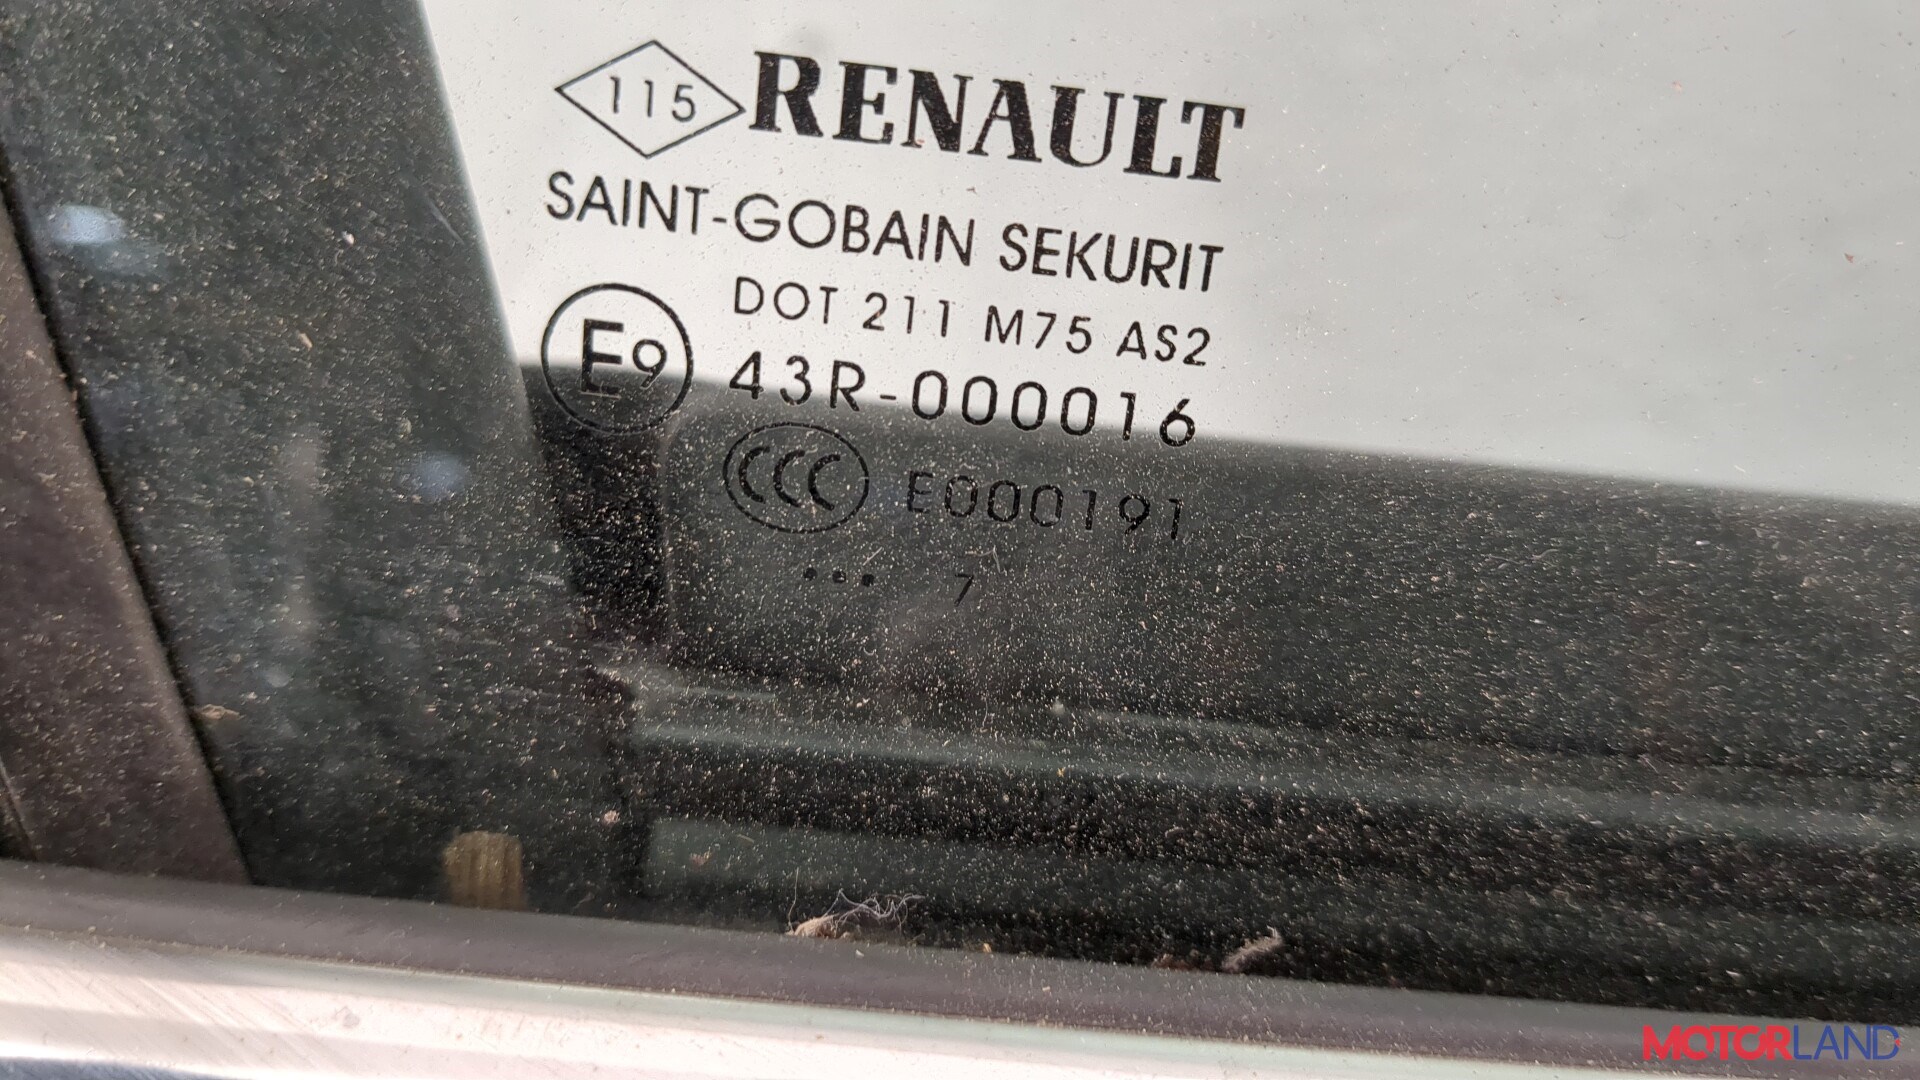 115 RENAULT
SAINT-GOBAIN SEKURIT
DOT 211 M75 AS2
E9 43R-000016
CCC E000191
••• 7
MOTORLAND